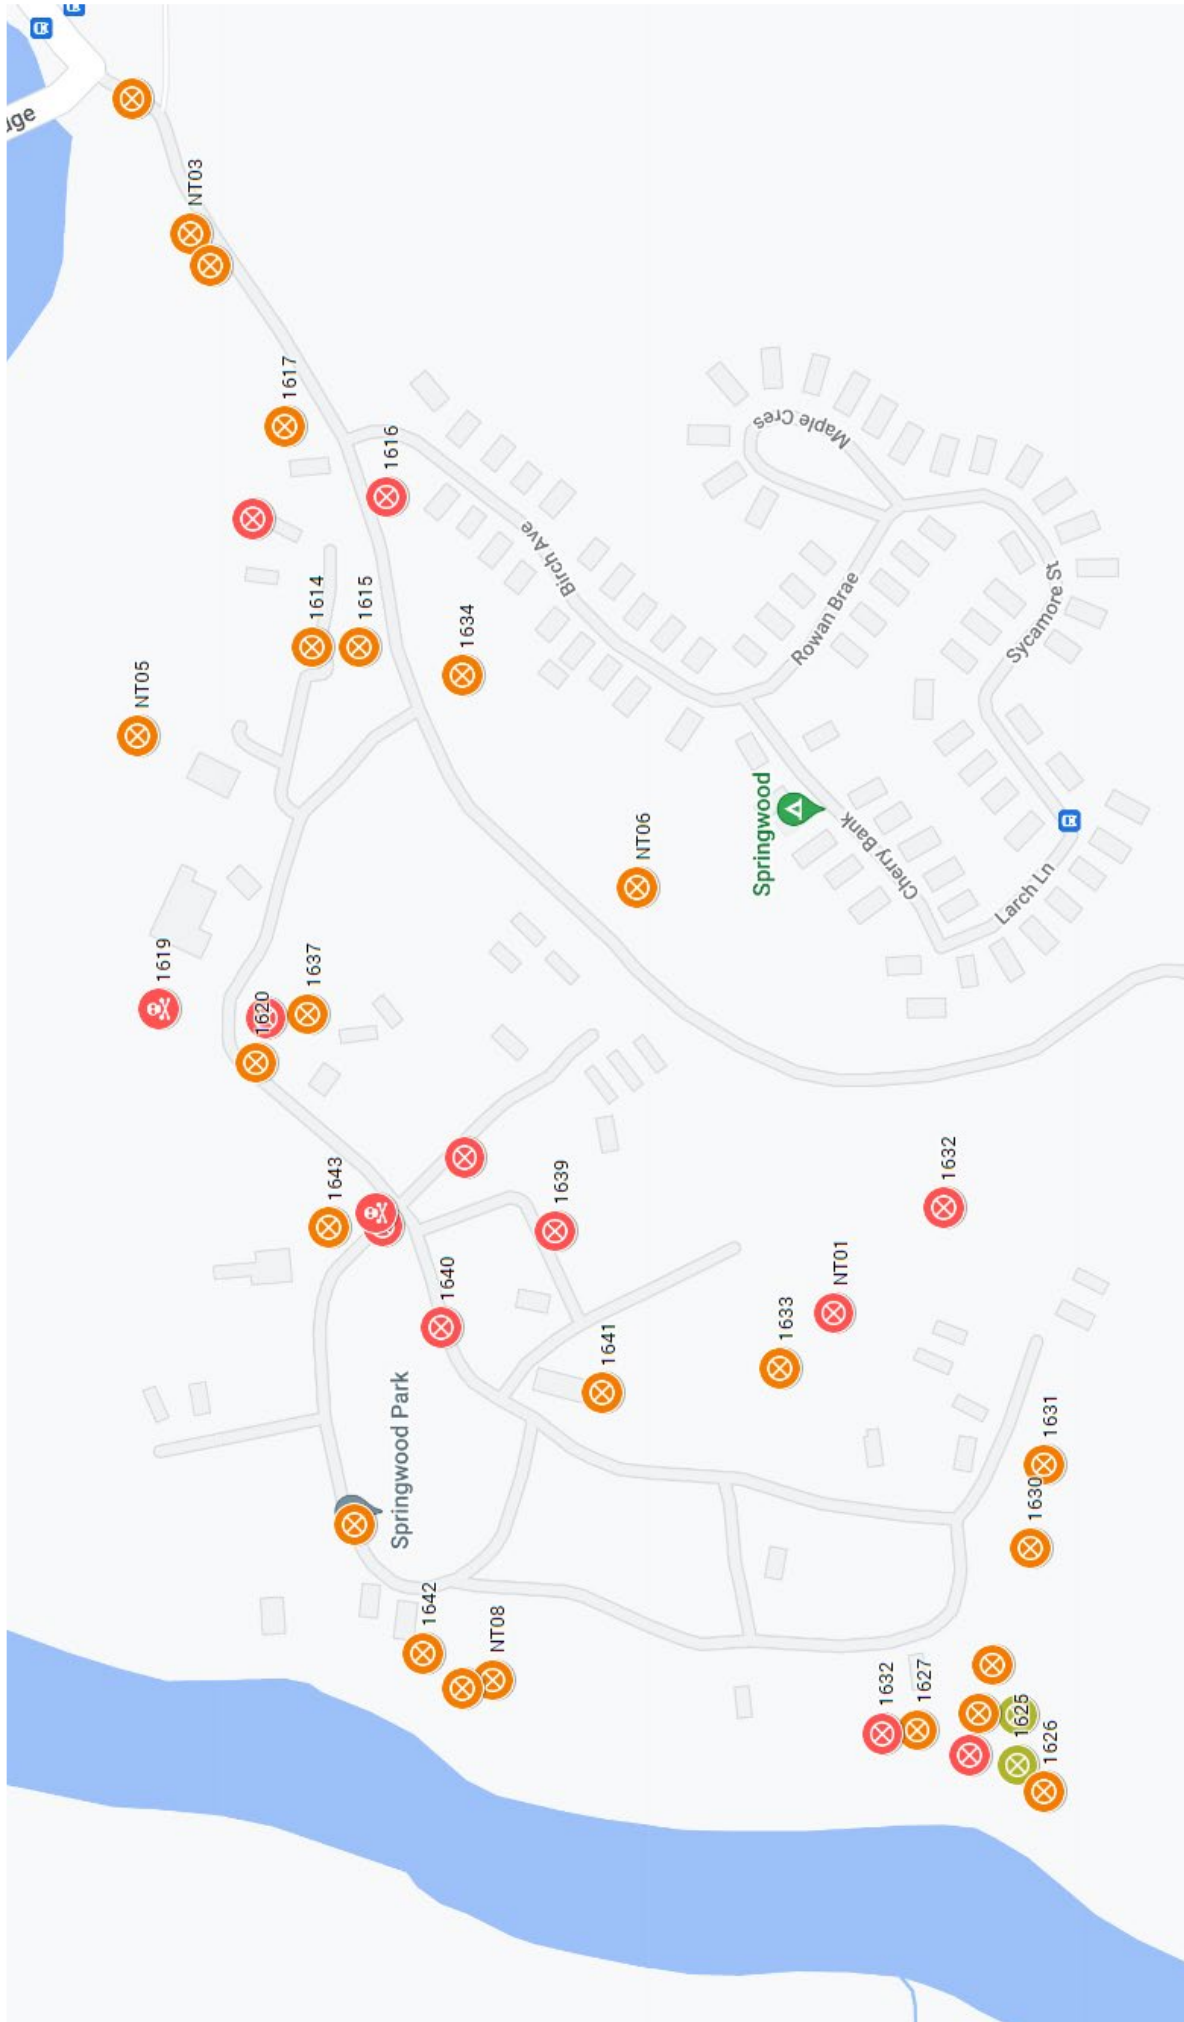 dge
NT03
1617
1616
1614
1615
1634
NT05
Maple Cres
Birch Ave
Rowan Brae
Sycamore St
Springwood
Cherry Bank
Larch Ln
NT06
1619
1620
1637
1643
1639
1640
1632
NT01
1633
1641
Springwood Park
1631
1630
1642
NT08
1632
1627
1625
1626